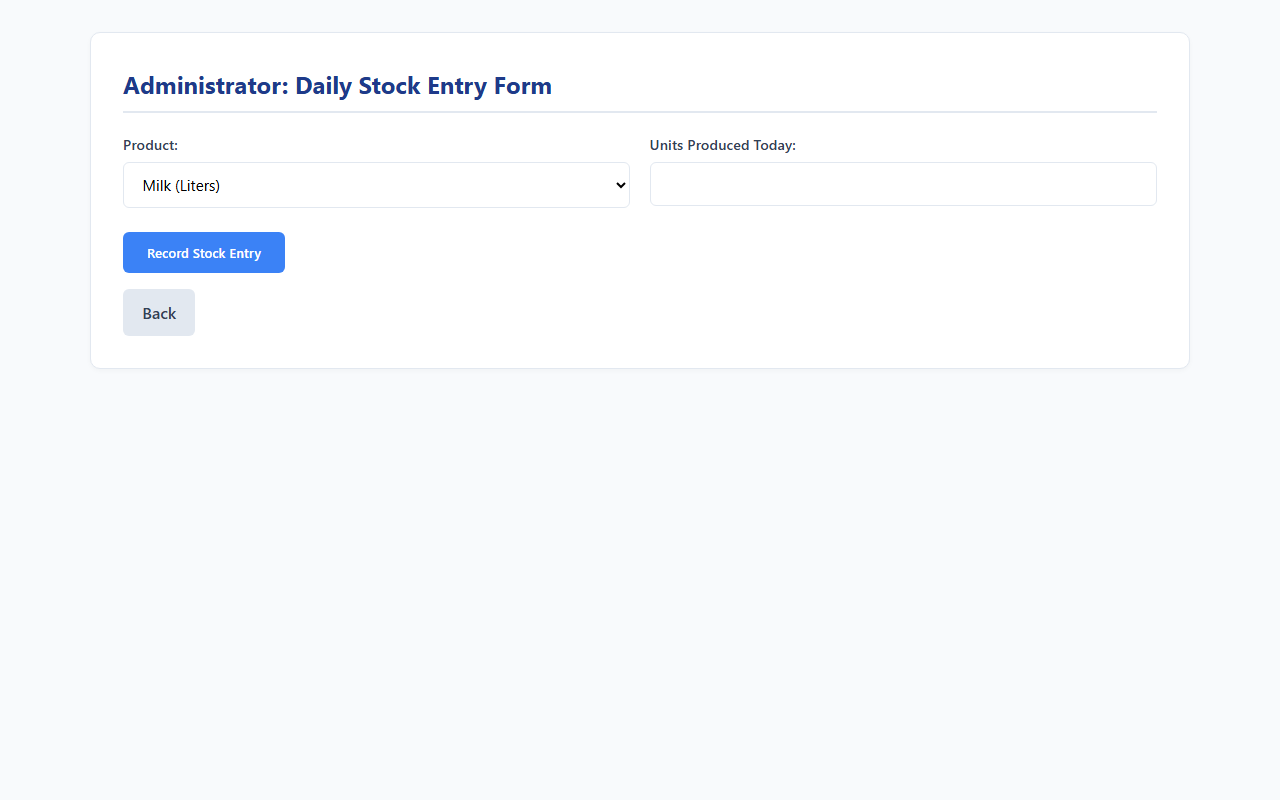 Administrator: Daily Stock Entry Form
Product:
Units Produced Today:
Milk (Liters)
Record Stock Entry
Back